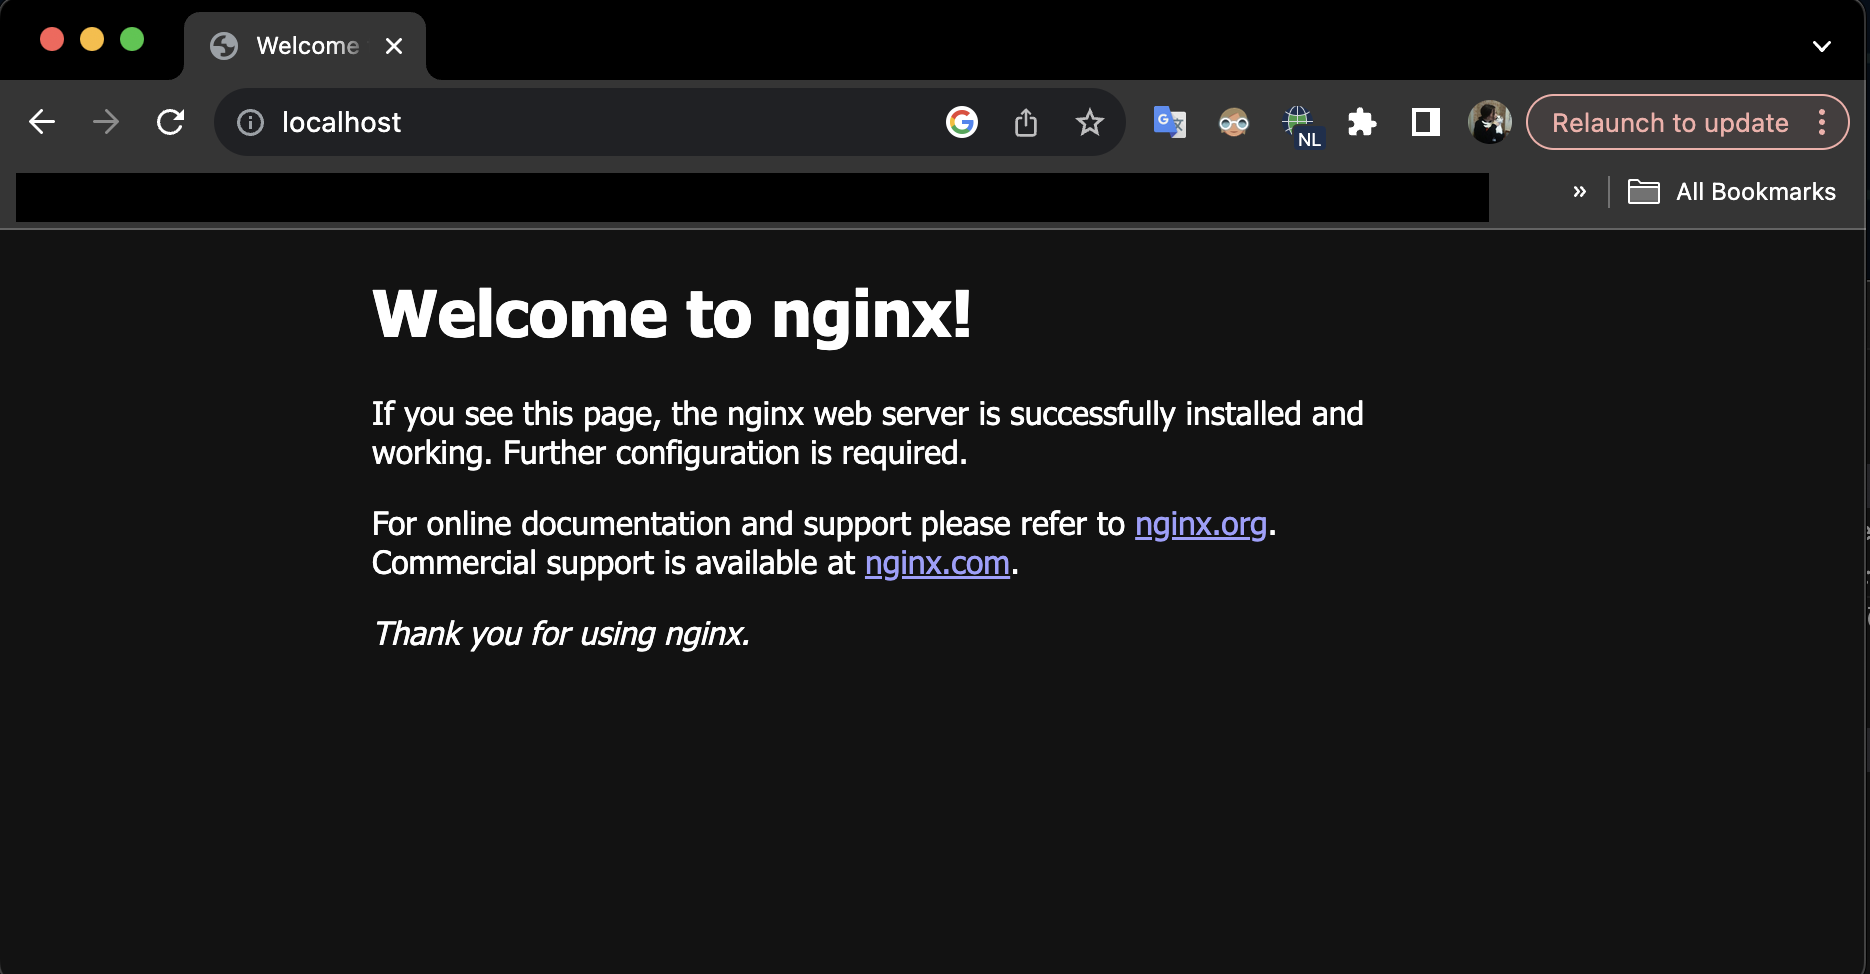 Welcome
localhost
NL
Relaunch to update
» All Bookmarks
Welcome to nginx!
If you see this page, the nginx web server is successfully installed and
working. Further configuration is required.
For online documentation and support please refer to nginx.org.
Commercial support is available at nginx.com.
Thank you for using nginx.